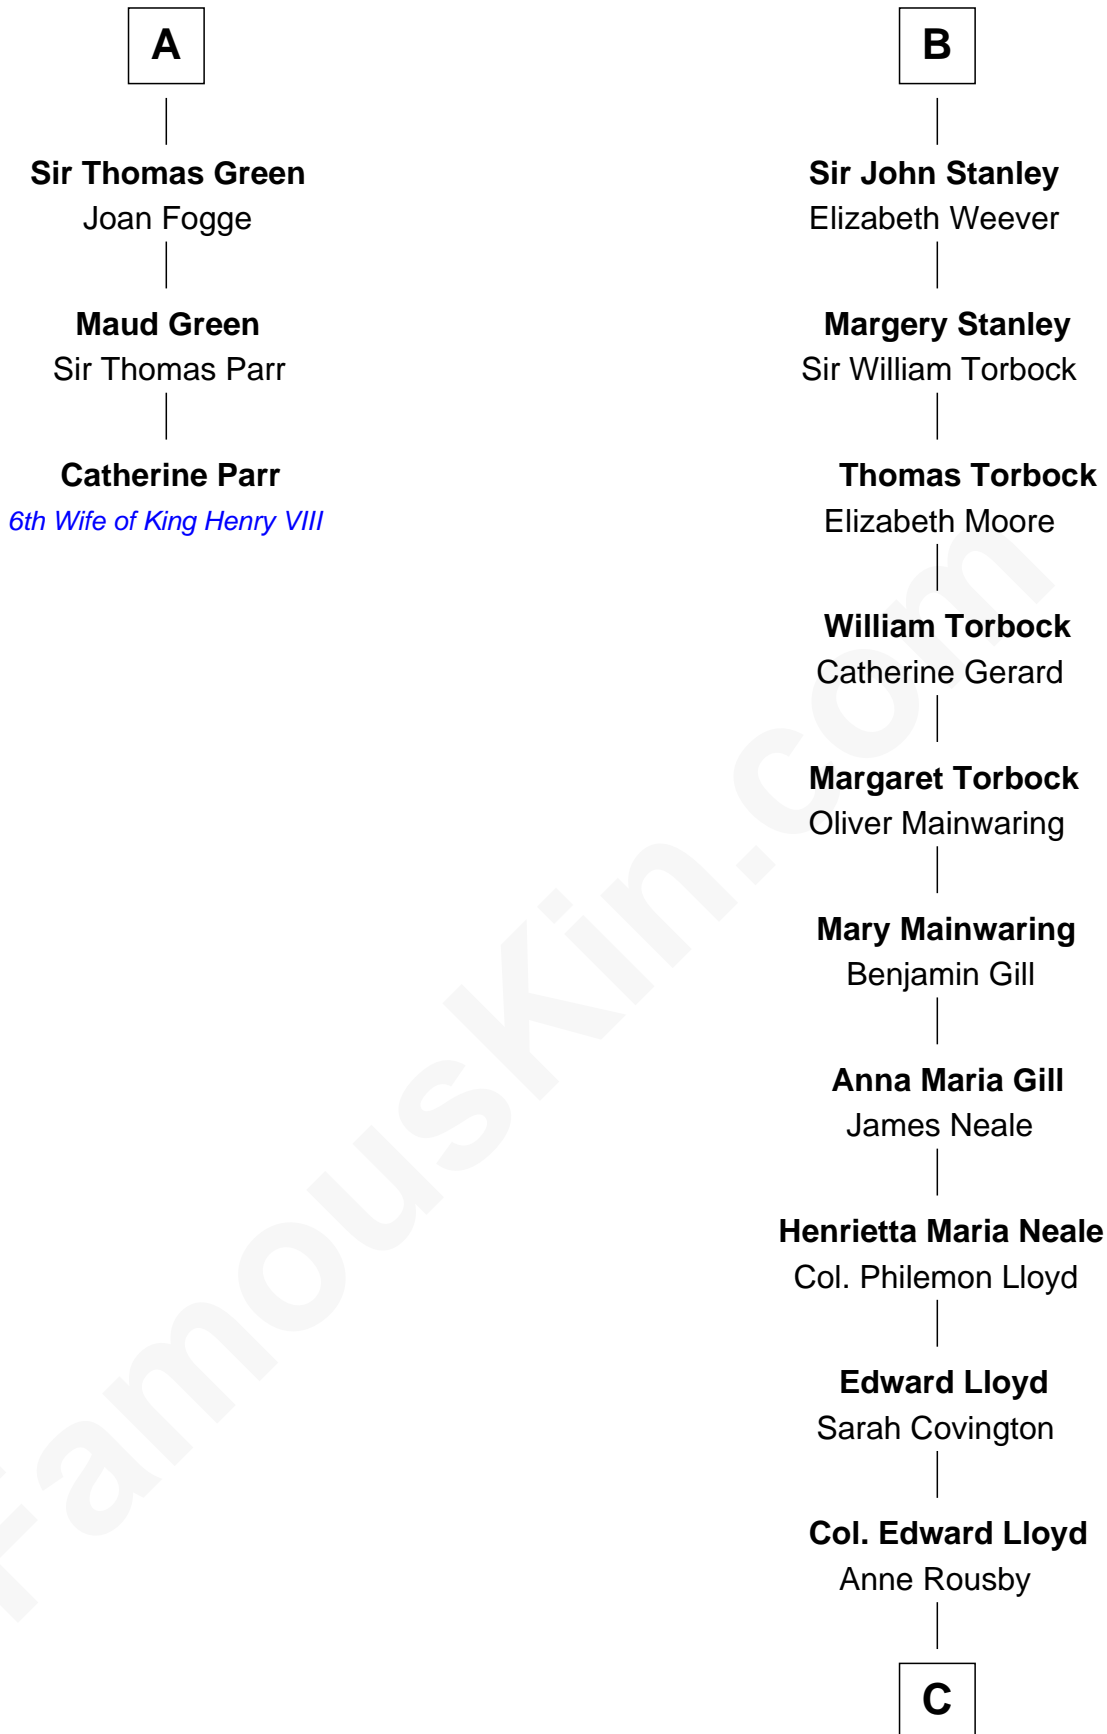 A
Sir Thomas Green
Joan Fogge
Maud Green
Sir Thomas Parr
Catherine Parr
6th Wife of King Henry VIII
B
Sir John Stanley
Elizabeth Weever
Margery Stanley
Sir William Torbock
Thomas Torbock
Elizabeth Moore
William Torbock
Catherine Gerard
Margaret Torbock
Oliver Mainwaring
Mary Mainwaring
Benjamin Gill
Anna Maria Gill
James Neale
Henrietta Maria Neale
Col. Philemon Lloyd
Edward Lloyd
Sarah Covington
Col. Edward Lloyd
Anne Rousby
C
FamousKin.com